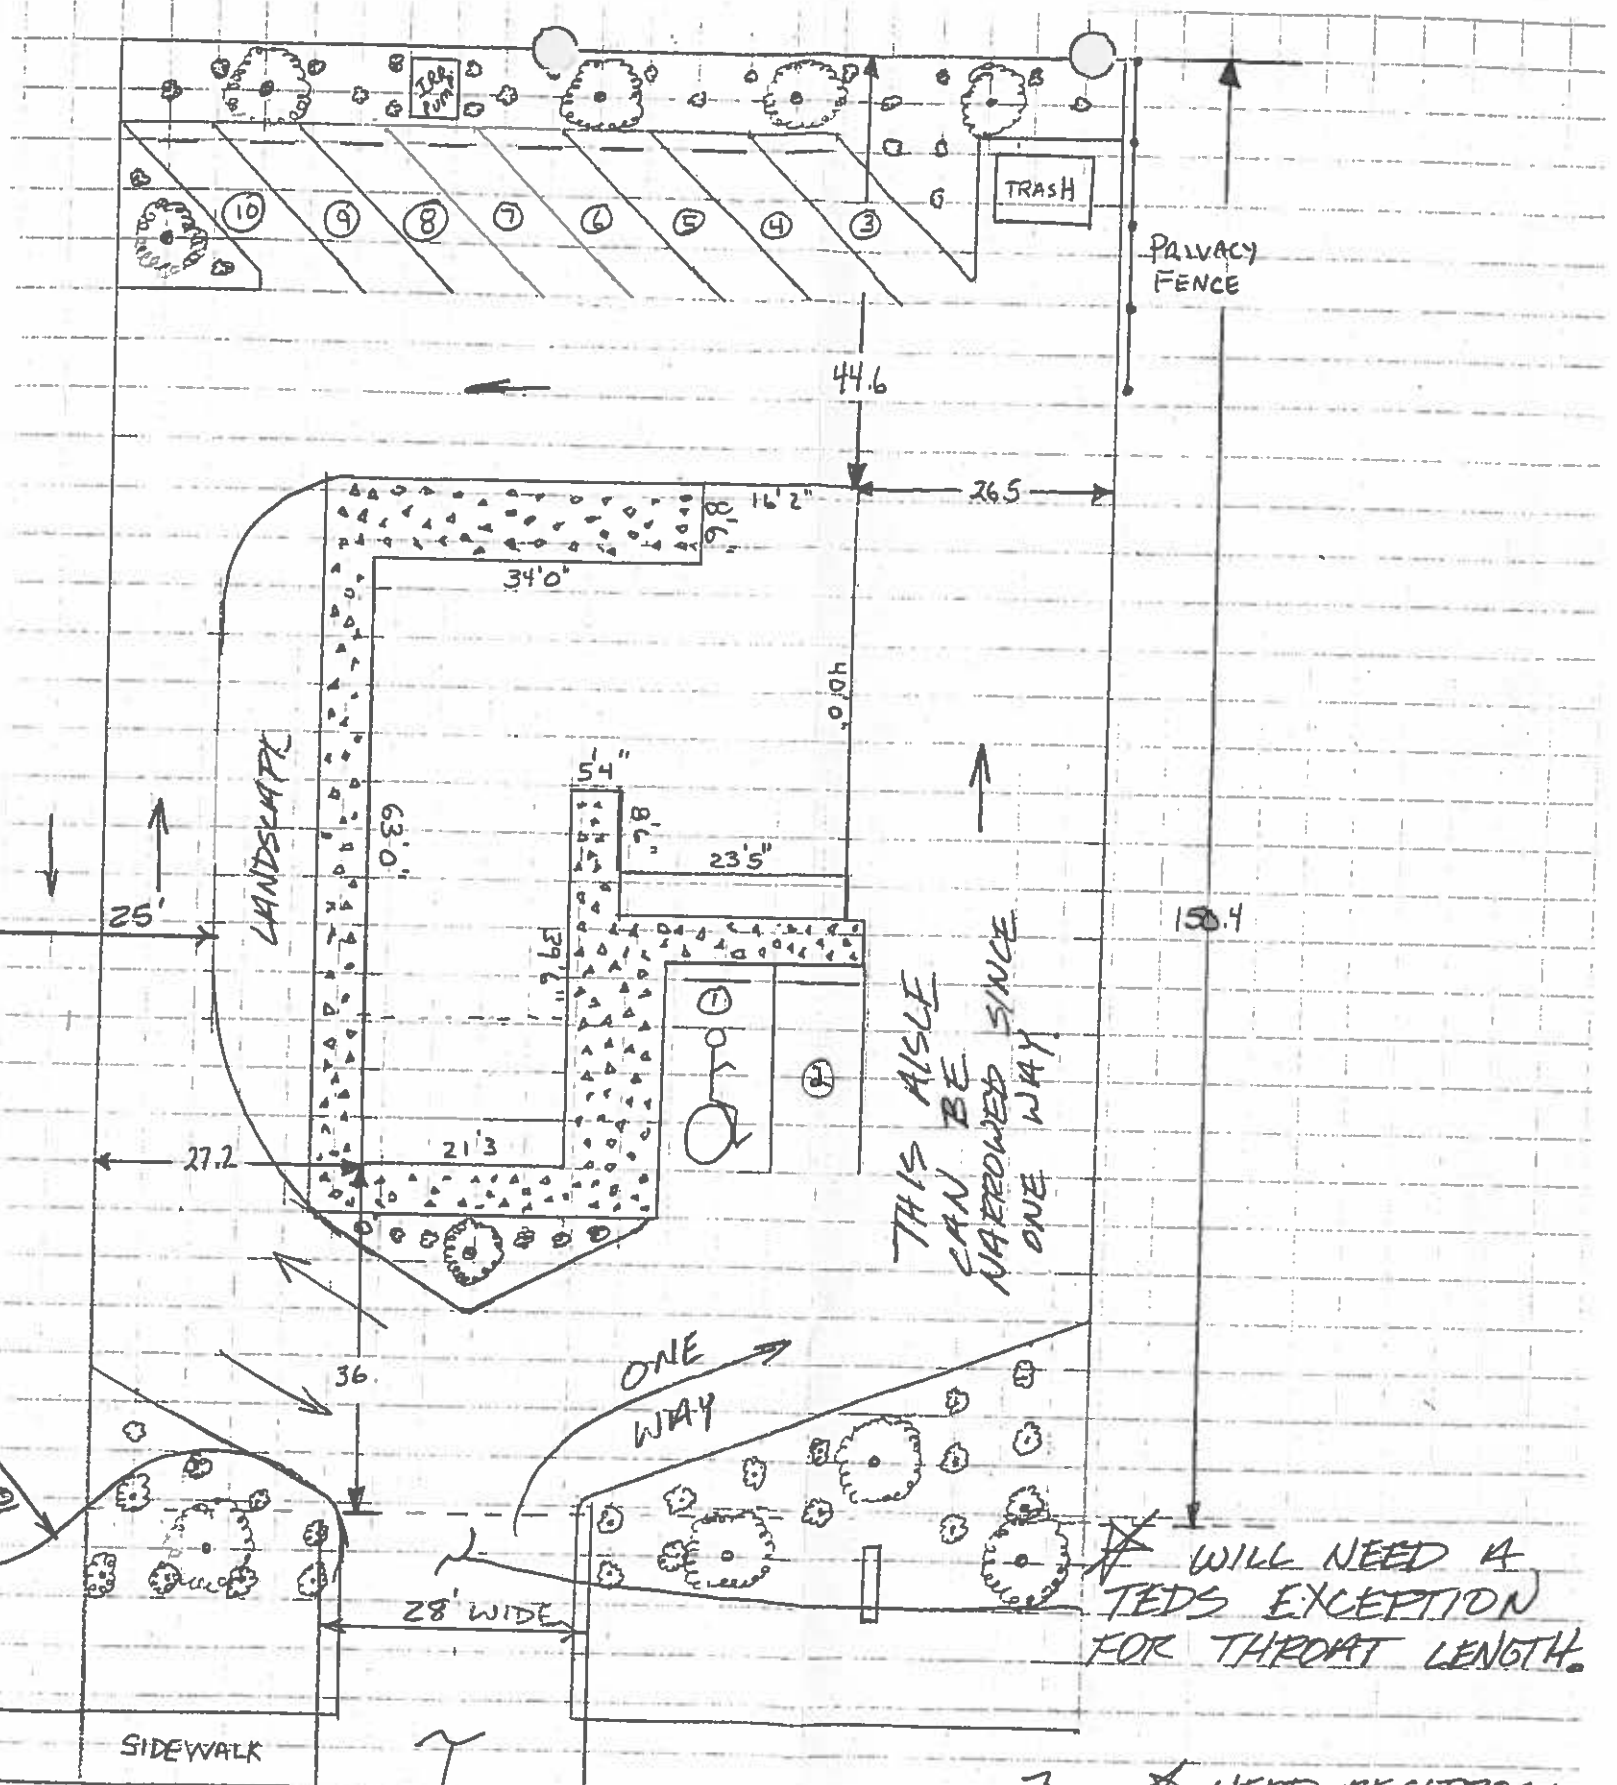 IRR.
PUMP
10
9
8
7
6
5
4
3
TRASH
PRIVACY
FENCE
44.6
26.5
16'2"
8'6"
34'0"
40'0"
LANDSCAPE
63'0"
5'4"
8'6"
23'5"
25'
150.4
39'6"
1
2
THIS AISLE
CAN BE
NARROWED SINCE
ONE WAY.
27.2
21'3
36
ONE
WAY
28' WIDE
WILL NEED A
TEDS EXCEPTION
FOR THROAT LENGTH.
SIDEWALK
NEED